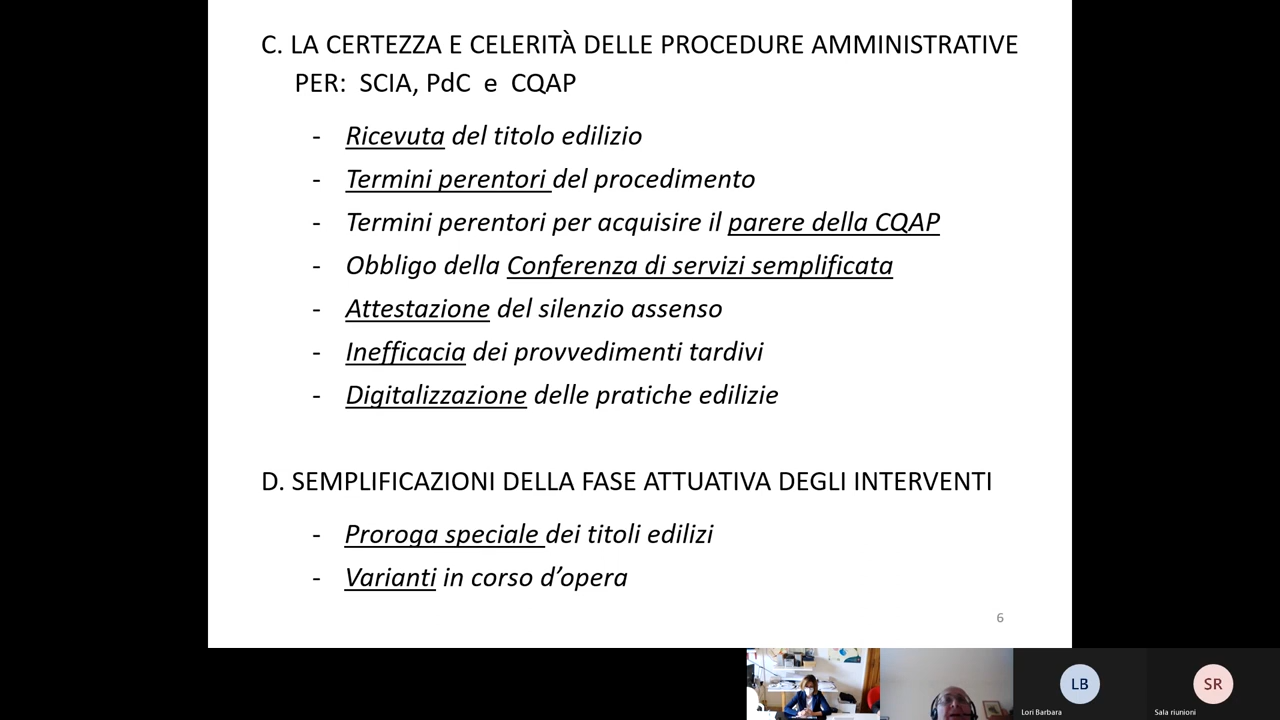 C. LA CERTEZZA E CELERITÀ DELLE PROCEDURE AMMINISTRATIVE
PER: SCIA, PdC e CQAP
- Ricevuta del titolo edilizio
- Termini perentori del procedimento
- Termini perentori per acquisire il parere della CQAP
- Obbligo della Conferenza di servizi semplificata
- Attestazione del silenzio assenso
- Inefficacia dei provvedimenti tardivi
- Digitalizzazione delle pratiche edilizie
D. SEMPLIFICAZIONI DELLA FASE ATTUATIVA DEGLI INTERVENTI
- Proroga speciale dei titoli edilizi
- Varianti in corso d’opera
6
LB
SR
Lori Barbara
Sala riunioni